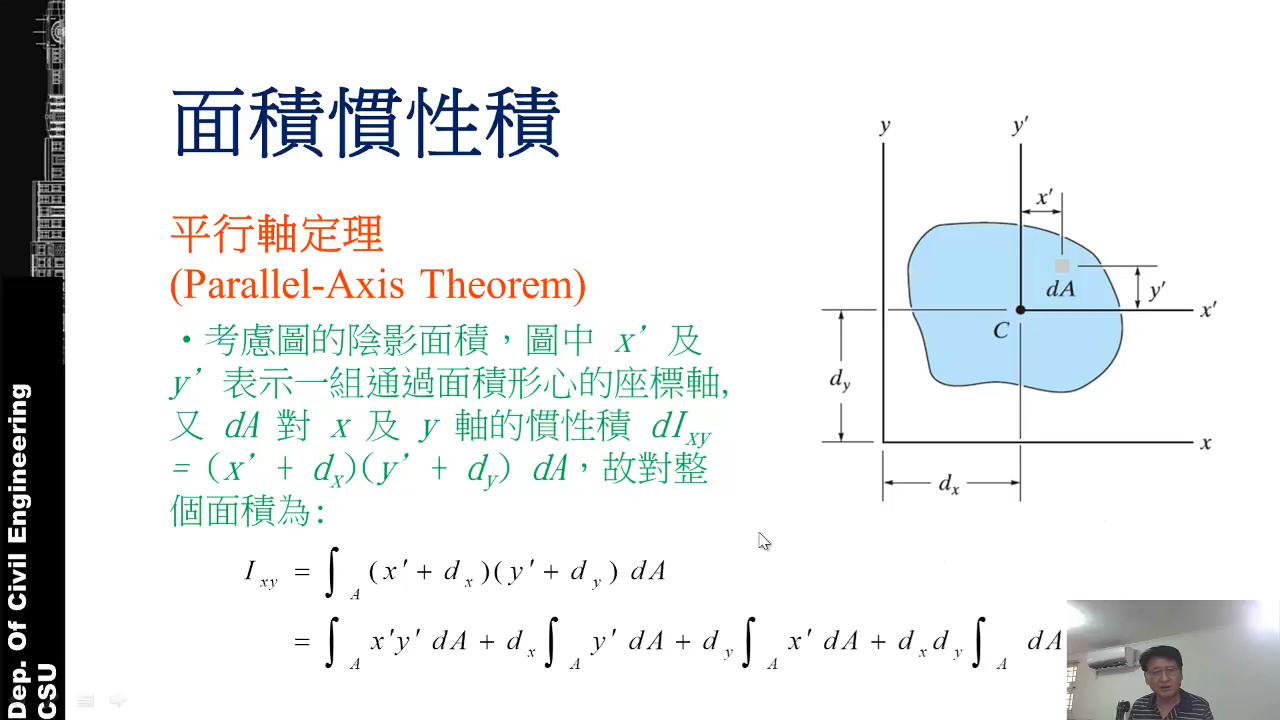 面積慣性積
平行軸定理
(Parallel-Axis Theorem)
•考慮圖的陰影面積，圖中 x’及
y’表示一組通過面積形心的座標軸,
又 dA 對 x 及 y 軸的慣性積 dIxy
= (x’+ dx)(y’+ dy) dA，故對整
個面積為:
Ixy = ∫A (x′ + dx)(y′ + dy) dA
= ∫A x′y′ dA + dx ∫A y′ dA + dy ∫A x′ dA + dx dy ∫A dA
y
y′
x′
dA
y′
x′
C
dy
x
dx
Dep. Of Civil Engineering
CSU